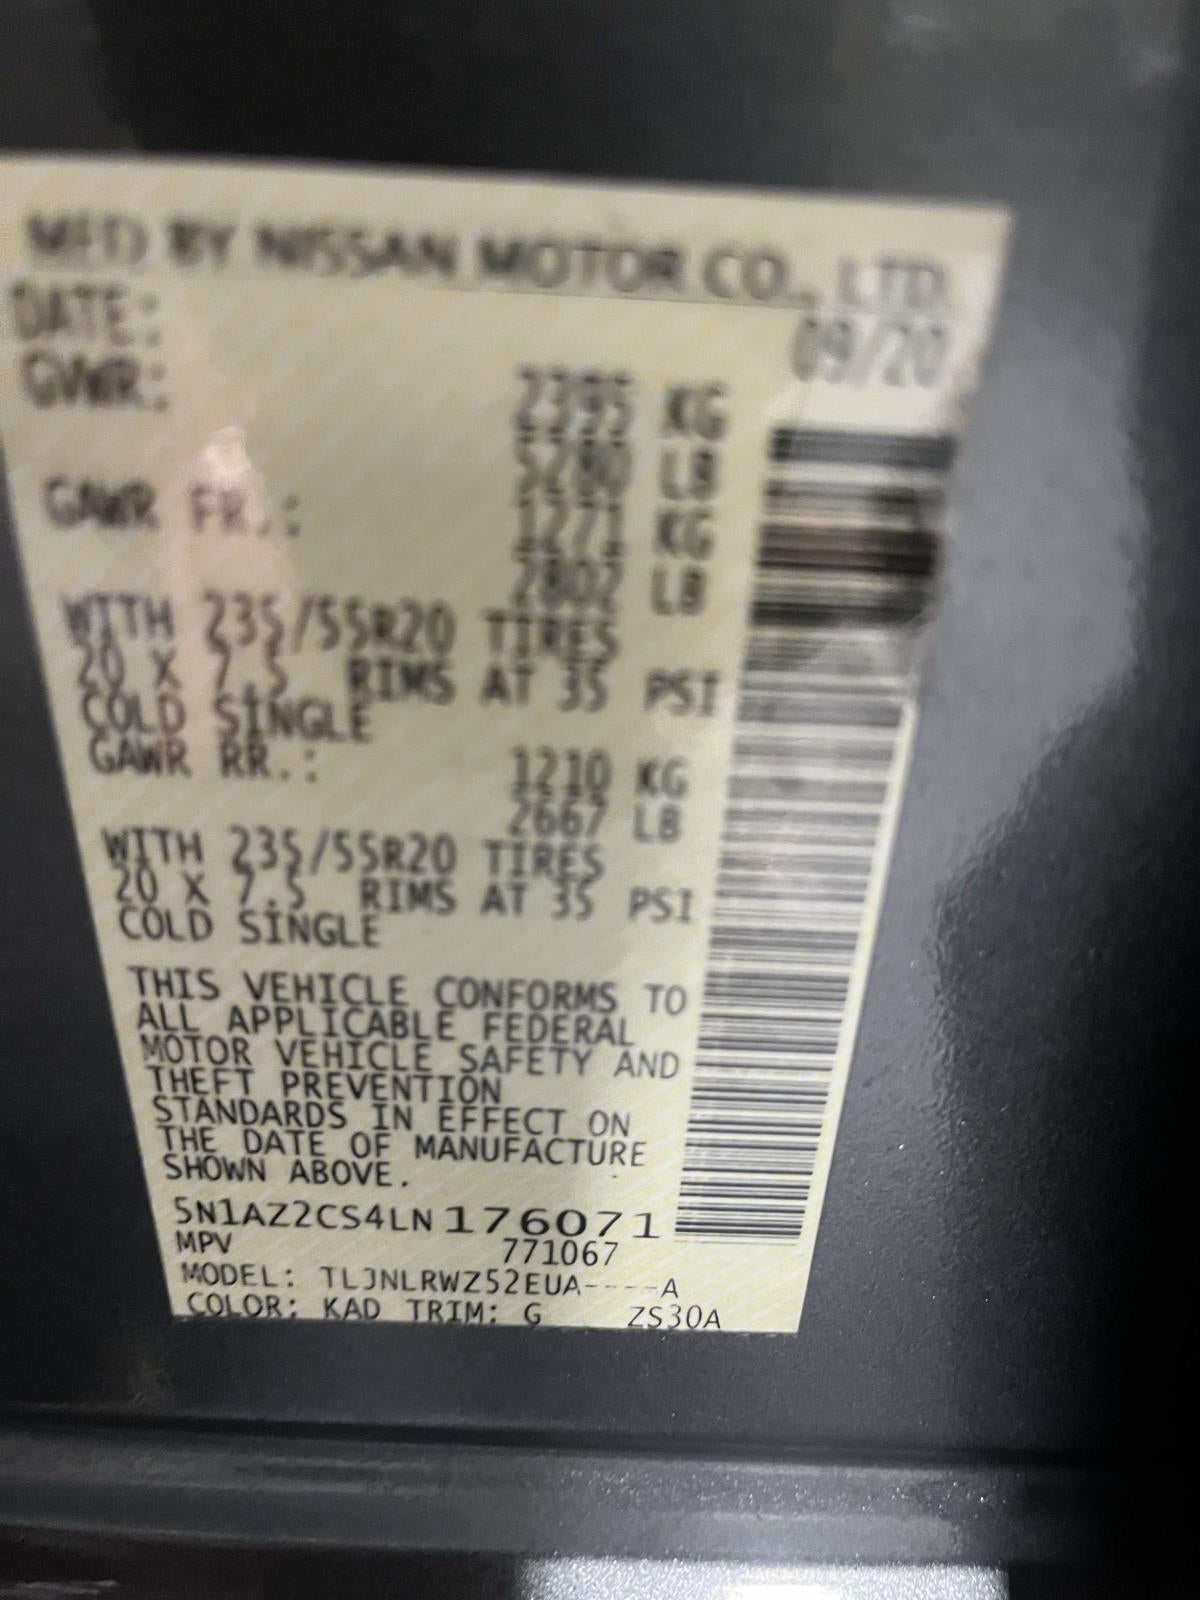 MFD BY NISSAN MOTOR CO., LTD.
DATE: 09/20
GVWR: 2395 KG
5280 LB
GAWR FR.: 1271 KG
2802 LB
WITH 235/55R20 TIRES
20 X 7.5 RIMS AT 35 PSI
COLD SINGLE
GAWR RR.: 1210 KG
2667 LB
WITH 235/55R20 TIRES
20 X 7.5 RIMS AT 35 PSI
COLD SINGLE
THIS VEHICLE CONFORMS TO
ALL APPLICABLE FEDERAL
MOTOR VEHICLE SAFETY AND
THEFT PREVENTION
STANDARDS IN EFFECT ON
THE DATE OF MANUFACTURE
SHOWN ABOVE.
5N1AZ2CS4LN176071
MPV 771067
MODEL: TLJNLRWZ52EUA----A
COLOR: KAD TRIM: G ZS30A